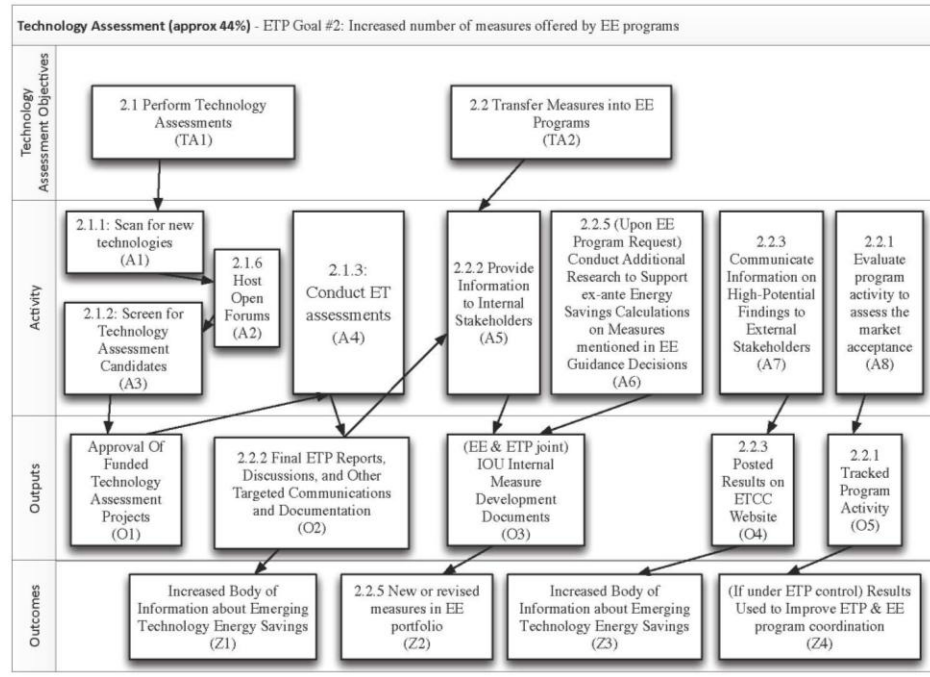 Technology Assessment (approx 44%) - ETP Goal #2: Increased number of measures offered by EE programs
Technology
Assessment Objectives
2.1 Perform Technology
Assessments
(TA1)
2.2 Transfer Measures into EE
Programs
(TA2)
Activity
2.1.1: Scan for new
technologies
(A1)
2.1.6
Host
Open
Forums
(A2)
2.1.2: Screen for
Technology
Assessment
Candidates
(A3)
2.1.3:
Conduct ET
assessments
(A4)
2.2.2 Provide
Information
to Internal
Stakeholders
(A5)
2.2.5 (Upon EE
Program Request)
Conduct Additional
Research to Support
ex-ante Energy
Savings Calculations
on Measures
mentioned in EE
Guidance Decisions
(A6)
2.2.3
Communicate
Information on
High-Potential
Findings to
External
Stakeholders
(A7)
2.2.1
Evaluate
program
activity to
assess the
market
acceptance
(A8)
Outputs
Approval Of
Funded
Technology
Assessment
Projects
(O1)
2.2.2 Final ETP Reports,
Discussions, and Other
Targeted Communications
and Documentation
(O2)
(EE & ETP joint)
IOU Internal
Measure
Development
Documents
(O3)
2.2.3
Posted
Results on
ETCC
Website
(O4)
2.2.1
Tracked
Program
Activity
(O5)
Outcomes
Increased Body of
Information about Emerging
Technology Energy Savings
(Z1)
2.2.5 New or revised
measures in EE
portfolio
(Z2)
Increased Body of
Information about Emerging
Technology Energy Savings
(Z3)
(If under ETP control) Results
Used to Improve ETP & EE
program coordination
(Z4)